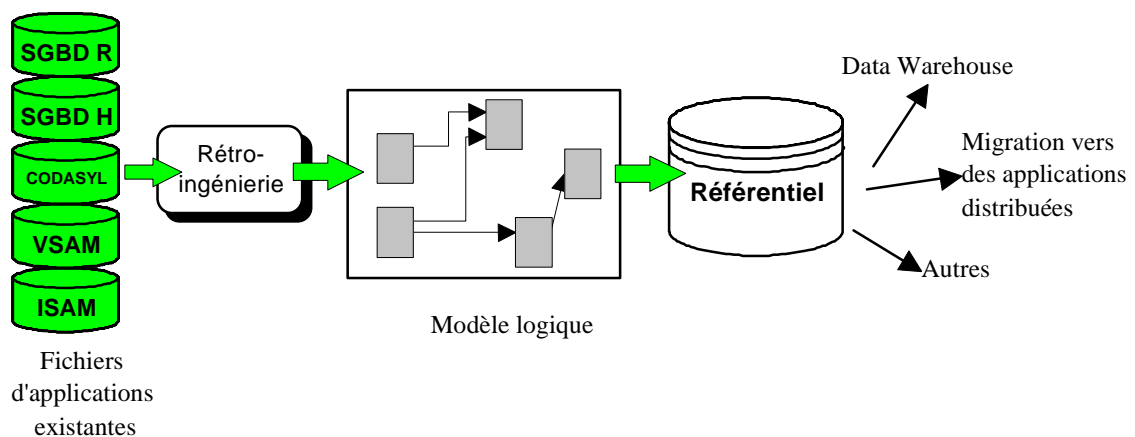 SGBD R
SGBD H
CODASYL
VSAM
ISAM
Fichiers
d'applications
existantes
Rétro-
ingénierie
Modèle logique
Référentiel
Data Warehouse
Migration vers
des applications
distribuées
Autres